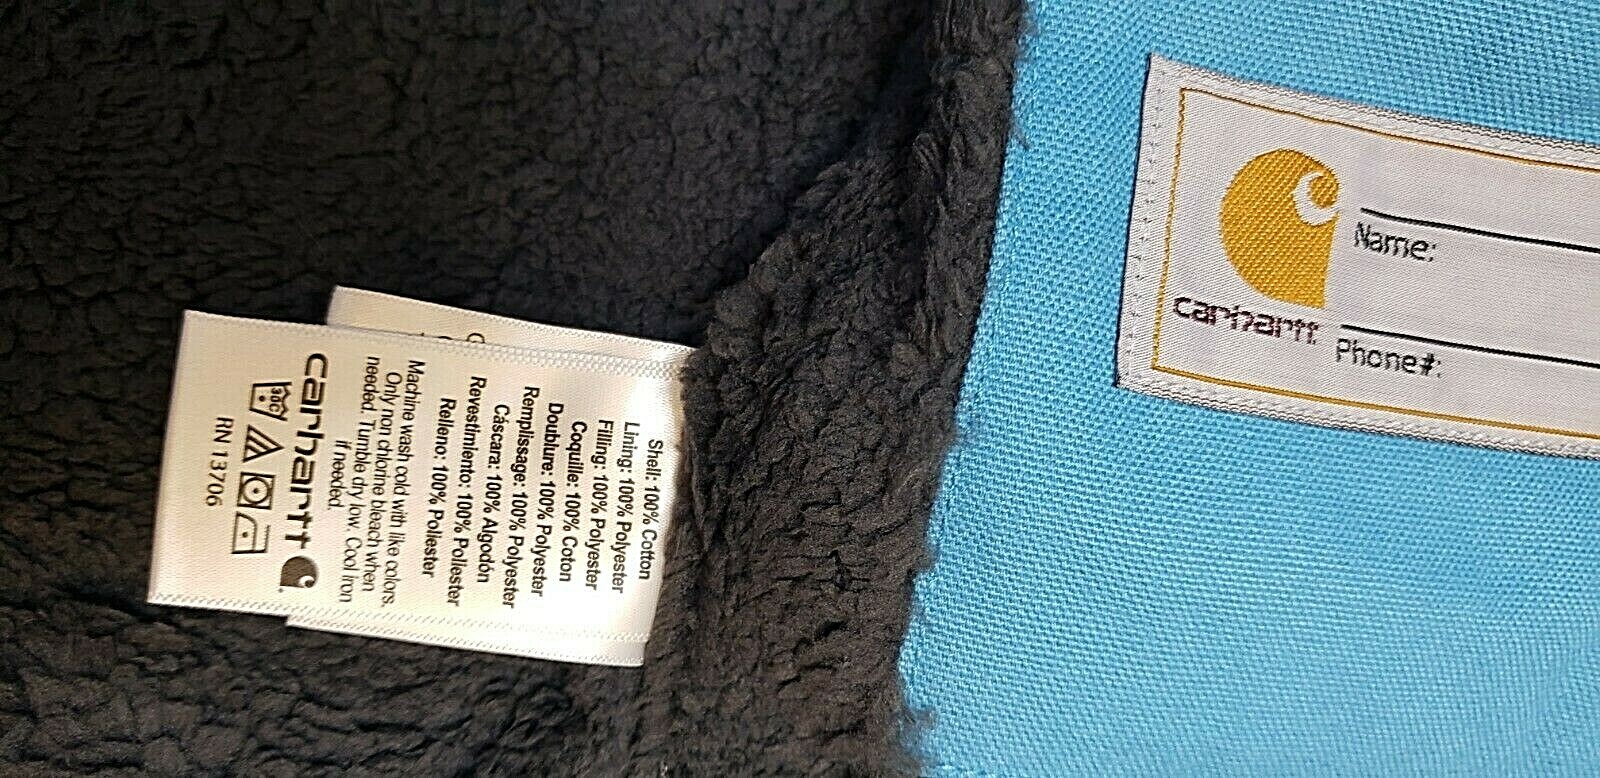 Shell: 100% Cotton
Lining: 100% Polyester
Filling: 100% Polyester
Coquille: 100% Coton
Doublure: 100% Polyester
Remplissage: 100% Polyester
Cáscara: 100% Algodón
Revestimiento: 100% Poliester
Relleno: 100% Poliester
Machine wash cold with like colors.
Only non chlorine bleach when
needed. Tumble dry low. Cool iron
if needed.
carhartt
30C
RN 13706
carhartt
Name:
Phone#: